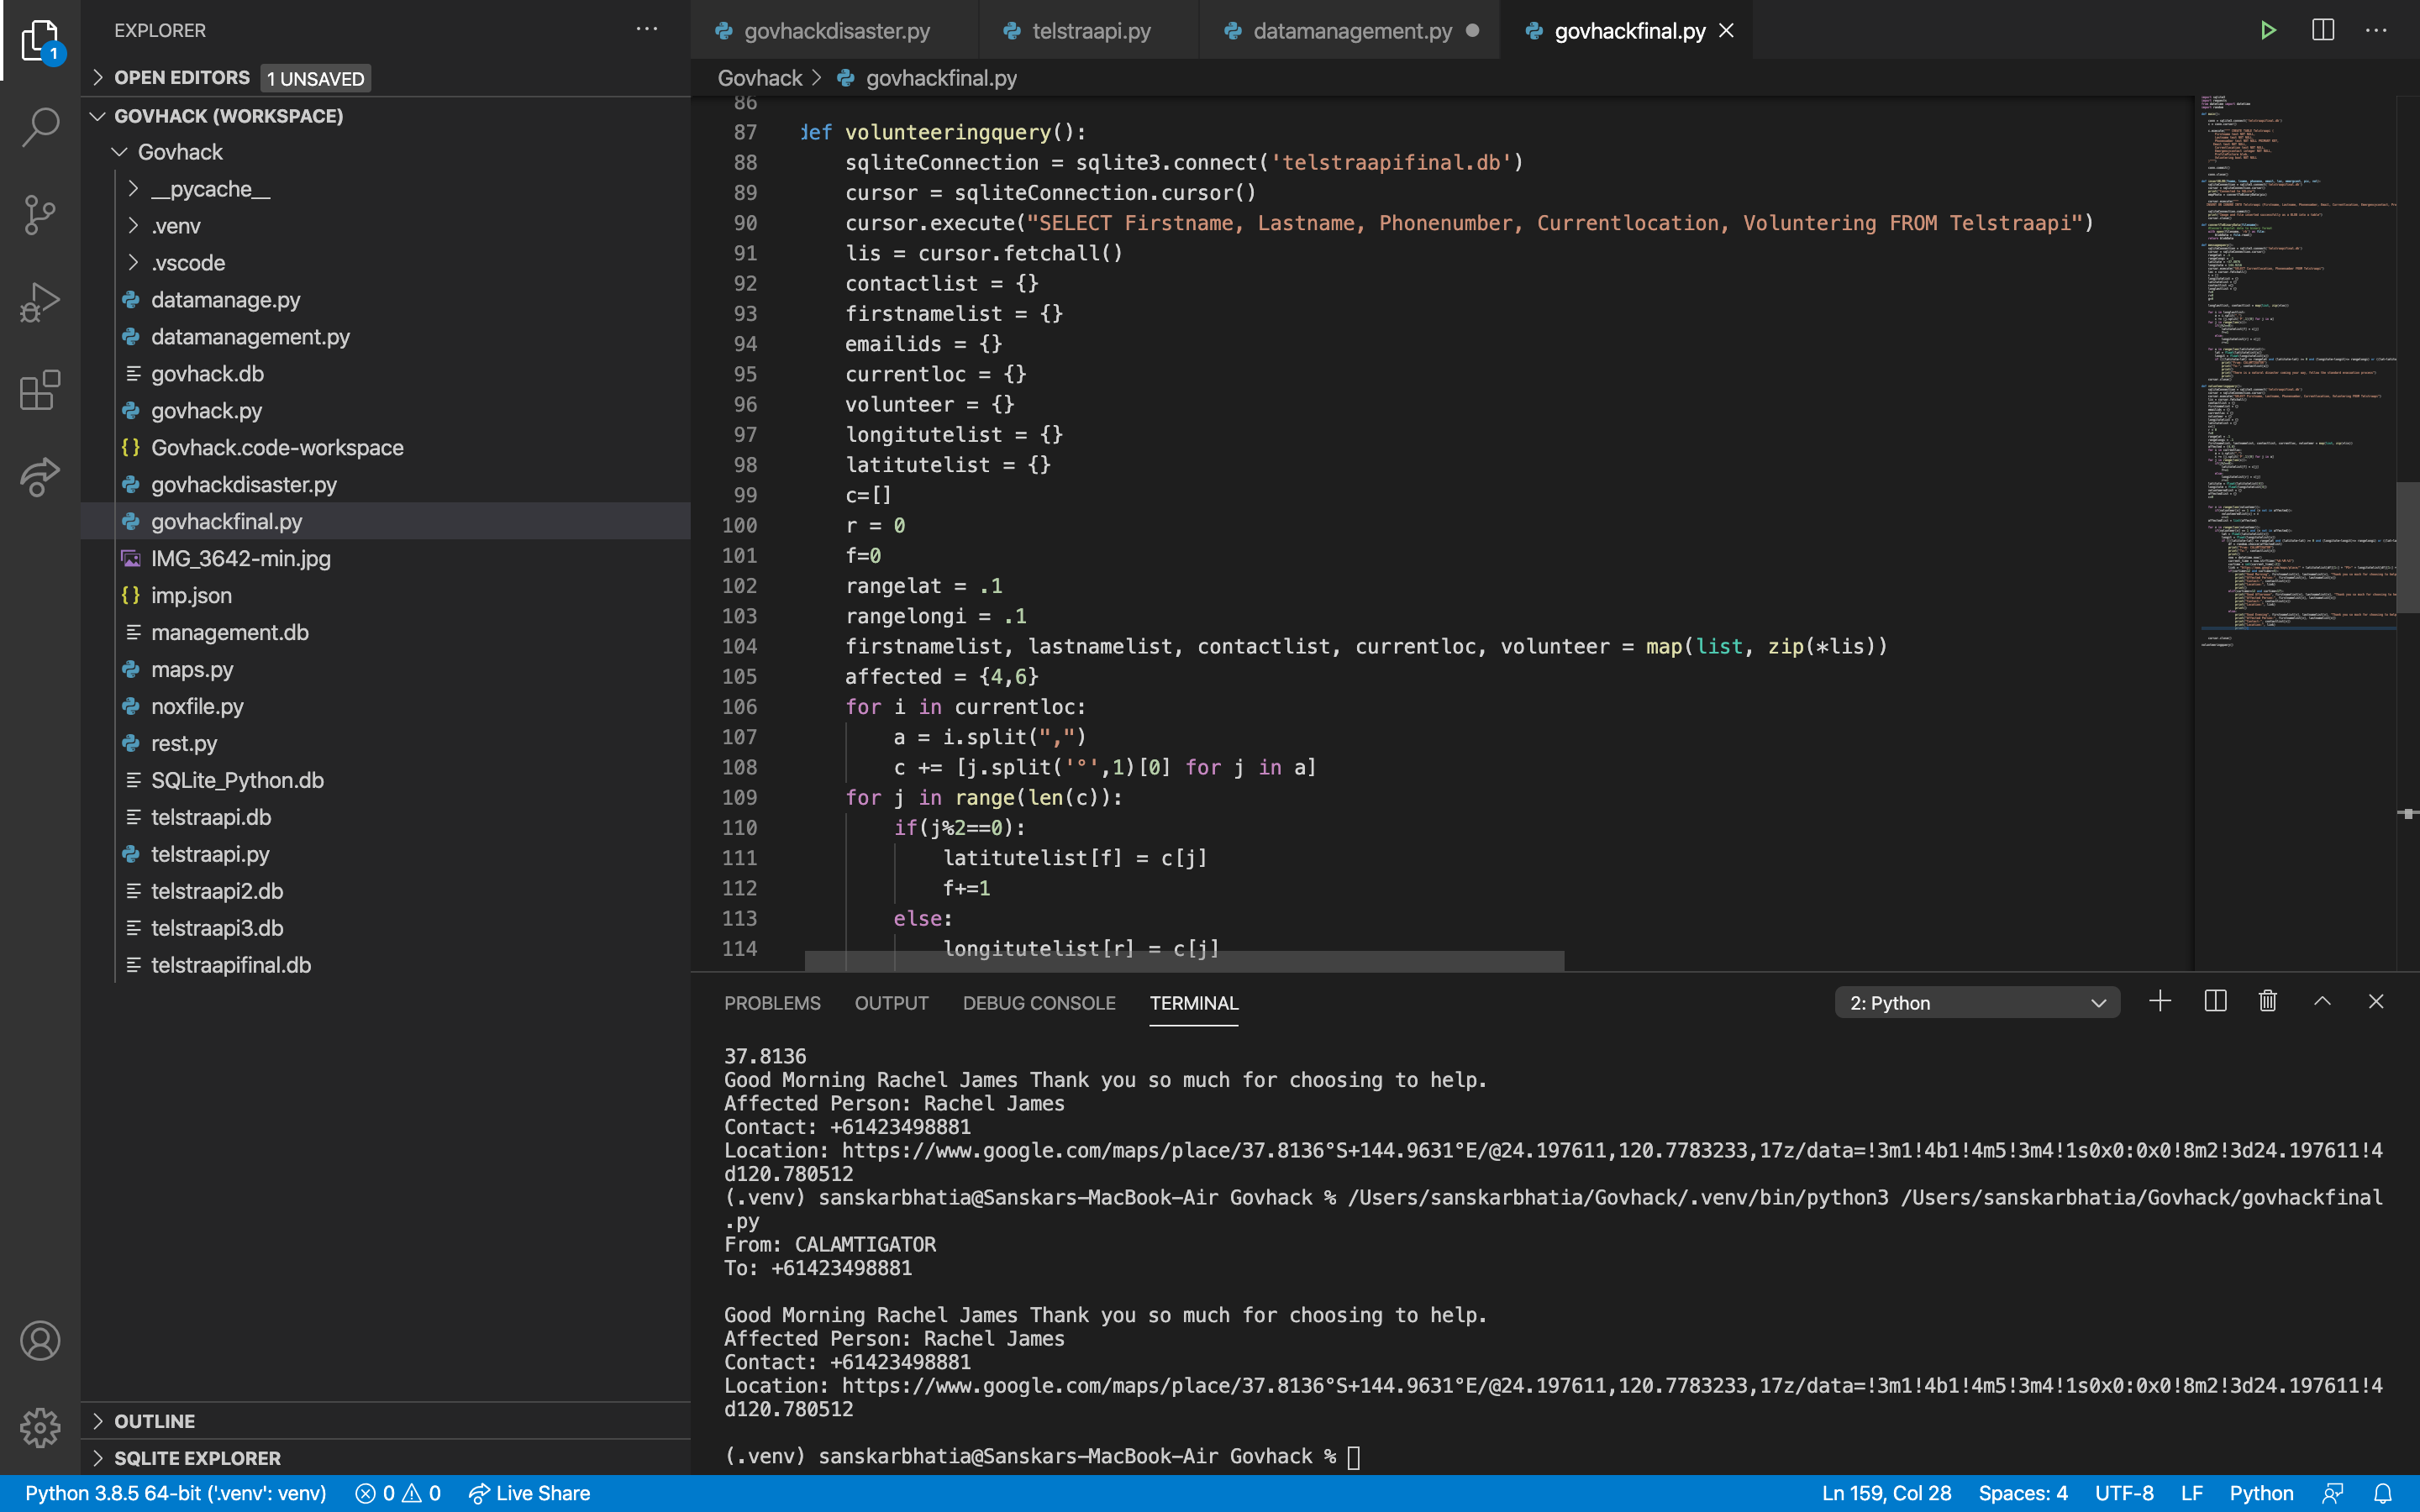 EXPLORER
OPEN EDITORS 1 UNSAVED
GOVHACK (WORKSPACE)
Govhack
__pycache__
.venv
.vscode
datamanage.py
datamanagement.py
govhack.db
govhack.py
Govhack.code-workspace
govhackdisaster.py
govhackfinal.py
IMG_3642-min.jpg
imp.json
management.db
maps.py
noxfile.py
rest.py
SQLite_Python.db
telstraapi.db
telstraapi.py
telstraapi2.db
telstraapi3.db
telstraapifinal.db
OUTLINE
SQLITE EXPLORER
1
govhackdisaster.py telstraapi.py datamanagement.py govhackfinal.py
Govhack > govhackfinal.py
86
87 def volunteeringquery():
88 sqliteConnection = sqlite3.connect('telstraapifinal.db')
89 cursor = sqliteConnection.cursor()
90 cursor.execute("SELECT Firstname, Lastname, Phonenumber, Currentlocation, Voluntering FROM Telstraapi")
91 lis = cursor.fetchall()
92 contactlist = {}
93 firstnamelist = {}
94 emailids = {}
95 currentloc = {}
96 volunteer = {}
97 longitutelist = {}
98 latitutelist = {}
99 c=[]
100 r = 0
101 f=0
102 rangelat = .1
103 rangelongi = .1
104 firstnamelist, lastnamelist, contactlist, currentloc, volunteer = map(list, zip(*lis))
105 affected = {4,6}
106 for i in currentloc:
107 a = i.split(",")
108 c += [j.split('°',1)[0] for j in a]
109 for j in range(len(c)):
110 if(j%2==0):
111 latitutelist[f] = c[j]
112 f+=1
113 else:
114 longitutelist[r] = c[j]
PROBLEMS OUTPUT DEBUG CONSOLE TERMINAL 2: Python
37.8136
Good Morning Rachel James Thank you so much for choosing to help.
Affected Person: Rachel James
Contact: +61423498881
Location: https://www.google.com/maps/place/37.8136°S+144.9631°E/@24.197611,120.7783233,17z/data=!3m1!4b1!4m5!3m4!1s0x0:0x0!8m2!3d24.197611!4
d120.780512
(.venv) sanskarbhatia@Sanskars-MacBook-Air Govhack % /Users/sanskarbhatia/Govhack/.venv/bin/python3 /Users/sanskarbhatia/Govhack/govhackfinal
.py
From: CALAMTIGATOR
To: +61423498881
Good Morning Rachel James Thank you so much for choosing to help.
Affected Person: Rachel James
Contact: +61423498881
Location: https://www.google.com/maps/place/37.8136°S+144.9631°E/@24.197611,120.7783233,17z/data=!3m1!4b1!4m5!3m4!1s0x0:0x0!8m2!3d24.197611!4
d120.780512
(.venv) sanskarbhatia@Sanskars-MacBook-Air Govhack %
Python 3.8.5 64-bit ('.venv': venv) 0 0 Live Share Ln 159, Col 28 Spaces: 4 UTF-8 LF Python